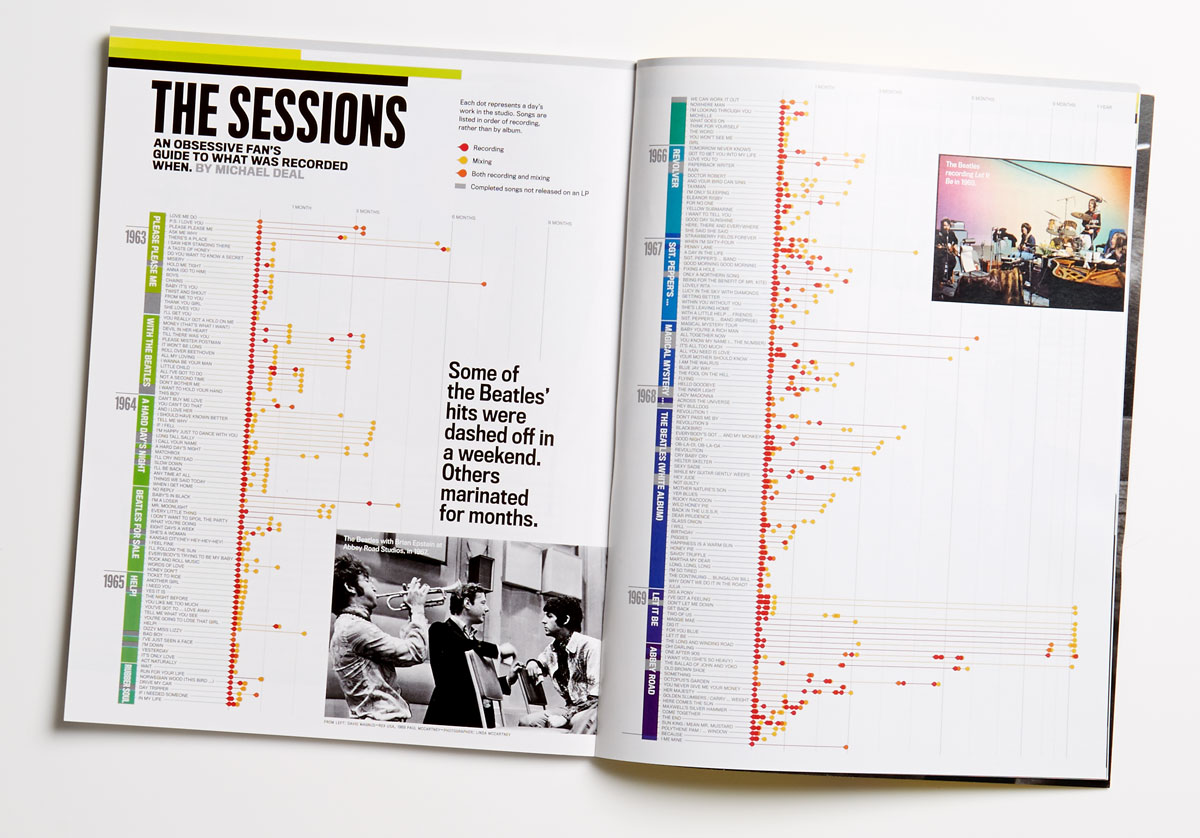 THE SESSIONS
AN OBSESSIVE FAN'S
GUIDE TO WHAT WAS RECORDED
WHEN. BY MICHAEL DEAL
Each dot represents a day's
work in the studio. Songs are
listed in order of recording,
rather than by album.
Recording
Mixing
Both recording and mixing
Completed songs not released on an LP
1 MONTH
3 MONTHS
6 MONTHS
9 MONTHS
1963
PLEASE PLEASE ME
LOVE ME DO
P.S. I LOVE YOU
PLEASE PLEASE ME
ASK ME WHY
THERE'S A PLACE
I SAW HER STANDING THERE
A TASTE OF HONEY
DO YOU WANT TO KNOW A SECRET
MISERY
HOLD ME TIGHT
ANNA (GO TO HIM)
BOYS
CHAINS
BABY IT'S YOU
TWIST AND SHOUT
FROM ME TO YOU
THANK YOU GIRL
SHE LOVES YOU
I'LL GET YOU
WITH THE BEATLES
YOU REALLY GOT A HOLD ON ME
MONEY (THAT'S WHAT I WANT)
DEVIL IN HER HEART
TILL THERE WAS YOU
PLEASE MISTER POSTMAN
IT WON'T BE LONG
ROLL OVER BEETHOVEN
ALL MY LOVING
I WANNA BE YOUR MAN
LITTLE CHILD
ALL I'VE GOT TO DO
NOT A SECOND TIME
DON'T BOTHER ME
I WANT TO HOLD YOUR HAND
THIS BOY
1964
A HARD DAY'S NIGHT
CAN'T BUY ME LOVE
YOU CAN'T DO THAT
AND I LOVE HER
I SHOULD HAVE KNOWN BETTER
TELL ME WHY
IF I FELL
I'M HAPPY JUST TO DANCE WITH YOU
LONG TALL SALLY
I CALL YOUR NAME
A HARD DAY'S NIGHT
MATCHBOX
I'LL CRY INSTEAD
SLOW DOWN
I'LL BE BACK
ANY TIME AT ALL
THINGS WE SAID TODAY
WHEN I GET HOME
BEATLES FOR SALE
NO REPLY
BABY'S IN BLACK
I'M A LOSER
MR. MOONLIGHT
EVERY LITTLE THING
I DON'T WANT TO SPOIL THE PARTY
WHAT YOU'RE DOING
EIGHT DAYS A WEEK
SHE'S A WOMAN
KANSAS CITY/HEY-HEY-HEY-HEY!
I FEEL FINE
I'LL FOLLOW THE SUN
EVERYBODY'S TRYING TO BE MY BABY
ROCK AND ROLL MUSIC
WORDS OF LOVE
HONEY DON'T
1965
HELP!
TICKET TO RIDE
ANOTHER GIRL
I NEED YOU
YES IT IS
THE NIGHT BEFORE
YOU LIKE ME TOO MUCH
YOU'VE GOT TO ... LOVE AWAY
TELL ME WHAT YOU SEE
YOU'RE GOING TO LOSE THAT GIRL
HELP!
DIZZY MISS LIZZY
BAD BOY
I'VE JUST SEEN A FACE
I'M DOWN
YESTERDAY
IT'S ONLY LOVE
ACT NATURALLY
WAIT
RUBBER SOUL
RUN FOR YOUR LIFE
NORWEGIAN WOOD (THIS BIRD ...)
DRIVE MY CAR
DAY TRIPPER
IF I NEEDED SOMEONE
IN MY LIFE
Some of
the Beatles'
hits were
dashed off in
a weekend.
Others
marinated
for months.
The Beatles with Brian Epstein at
Abbey Road Studios, in 1967.
1 MONTH
3 MONTHS
6 MONTHS
9 MONTHS
1 YEAR
WE CAN WORK IT OUT
NOWHERE MAN
I'M LOOKING THROUGH YOU
MICHELLE
WHAT GOES ON
THINK FOR YOURSELF
THE WORD
YOU WON'T SEE ME
GIRL
1966
REVOLVER
TOMORROW NEVER KNOWS
GOT TO GET YOU INTO MY LIFE
LOVE YOU TO
PAPERBACK WRITER
RAIN
DOCTOR ROBERT
AND YOUR BIRD CAN SING
TAXMAN
I'M ONLY SLEEPING
ELEANOR RIGBY
FOR NO ONE
YELLOW SUBMARINE
I WANT TO TELL YOU
GOOD DAY SUNSHINE
HERE, THERE AND EVERYWHERE
SHE SAID SHE SAID
1967
SGT. PEPPER'S ...
STRAWBERRY FIELDS FOREVER
WHEN I'M SIXTY-FOUR
PENNY LANE
A DAY IN THE LIFE
SGT. PEPPER'S ... BAND
GOOD MORNING GOOD MORNING
FIXING A HOLE
ONLY A NORTHERN SONG
BEING FOR THE BENEFIT OF MR. KITE!
LOVELY RITA
LUCY IN THE SKY WITH DIAMONDS
GETTING BETTER
WITHIN YOU WITHOUT YOU
SHE'S LEAVING HOME
WITH A LITTLE HELP ... FRIENDS
SGT. PEPPER'S ... BAND (REPRISE)
MAGICAL MYSTERY ...
MAGICAL MYSTERY TOUR
BABY YOU'RE A RICH MAN
ALL TOGETHER NOW
YOU KNOW MY NAME (... THE NUMBER)
IT'S ALL TOO MUCH
ALL YOU NEED IS LOVE
YOUR MOTHER SHOULD KNOW
I AM THE WALRUS
BLUE JAY WAY
THE FOOL ON THE HILL
FLYING
HELLO GOODBYE
1968
THE INNER LIGHT
LADY MADONNA
ACROSS THE UNIVERSE
HEY BULLDOG
THE BEATLES (WHITE ALBUM)
REVOLUTION 1
DON'T PASS ME BY
REVOLUTION 9
BLACKBIRD
EVERYBODY'S GOT ... AND MY MONKEY
GOOD NIGHT
OB-LA-DI, OB-LA-DA
REVOLUTION
CRY BABY CRY
HELTER SKELTER
SEXY SADIE
WHILE MY GUITAR GENTLY WEEPS
HEY JUDE
NOT GUILTY
MOTHER NATURE'S SON
YER BLUES
ROCKY RACCOON
WILD HONEY PIE
BACK IN THE U.S.S.R.
DEAR PRUDENCE
GLASS ONION
I WILL
BIRTHDAY
PIGGIES
HAPPINESS IS A WARM GUN
HONEY PIE
SAVOY TRUFFLE
MARTHA MY DEAR
LONG, LONG, LONG
I'M SO TIRED
THE CONTINUING ... BUNGALOW BILL
WHY DON'T WE DO IT IN THE ROAD?
JULIA
1969
LET IT BE
DIG A PONY
I'VE GOT A FEELING
DON'T LET ME DOWN
GET BACK
TWO OF US
MAGGIE MAE
DIG IT
FOR YOU BLUE
LET IT BE
THE LONG AND WINDING ROAD
ABBEY ROAD
OH! DARLING
ONE AFTER 909
I WANT YOU (SHE'S SO HEAVY)
THE BALLAD OF JOHN AND YOKO
OLD BROWN SHOE
SOMETHING
OCTOPUS'S GARDEN
YOU NEVER GIVE ME YOUR MONEY
HER MAJESTY
GOLDEN SLUMBERS / CARRY ... WEIGHT
HERE COMES THE SUN
MAXWELL'S SILVER HAMMER
COME TOGETHER
THE END
SUN KING / MEAN MR. MUSTARD
POLYTHENE PAM / ... WINDOW
BECAUSE
I ME MINE
The Beatles
recording Let It
Be in 1969.